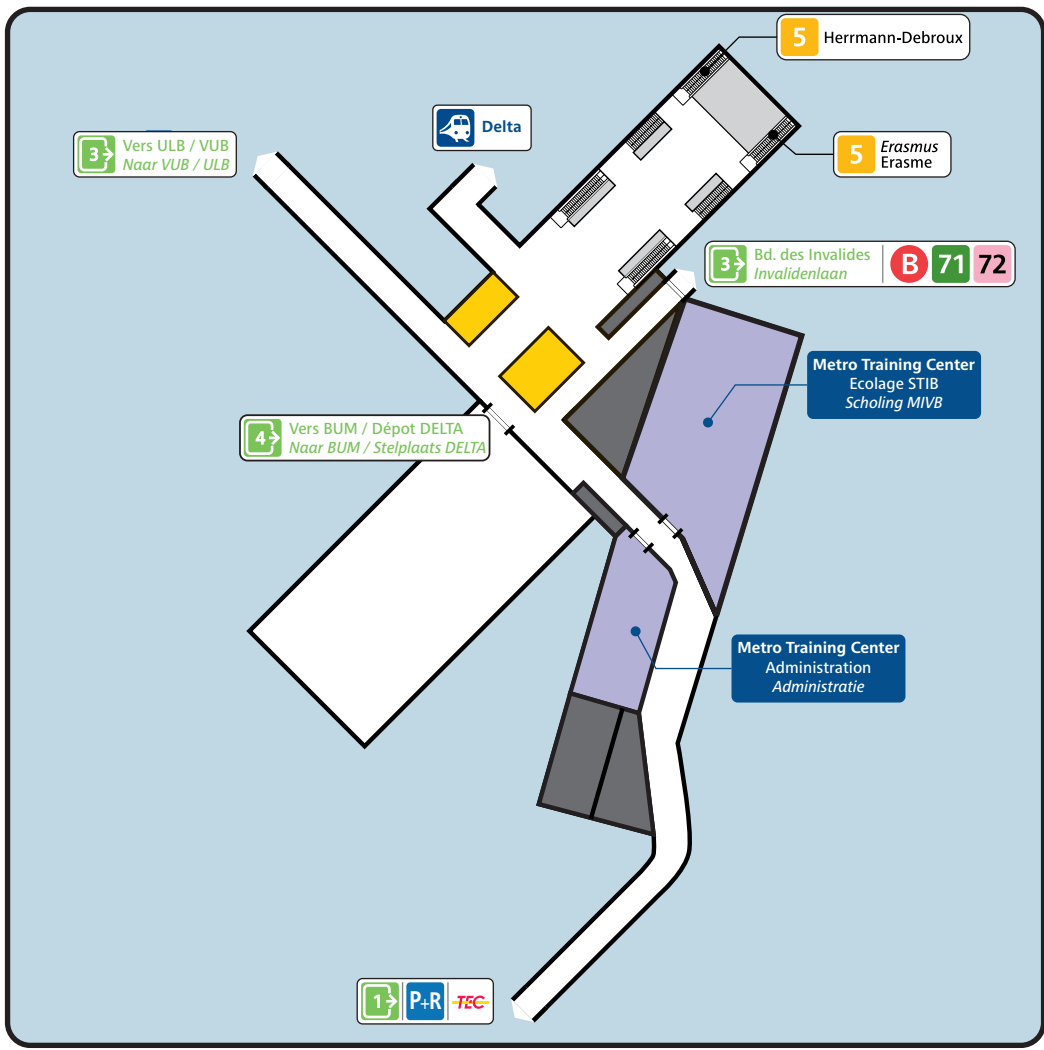 5 Herrmann-Debroux
Delta
3 Vers ULB / VUB
Naar VUB / ULB
5 Erasmus
Erasme
3 Bd. des Invalides
Invalidenlaan
B 71 72
Metro Training Center
Ecolage STIB
Scholing MIVB
4 Vers BUM / Dépot DELTA
Naar BUM / Stelplaats DELTA
Metro Training Center
Administration
Administratie
1 P+R TEC